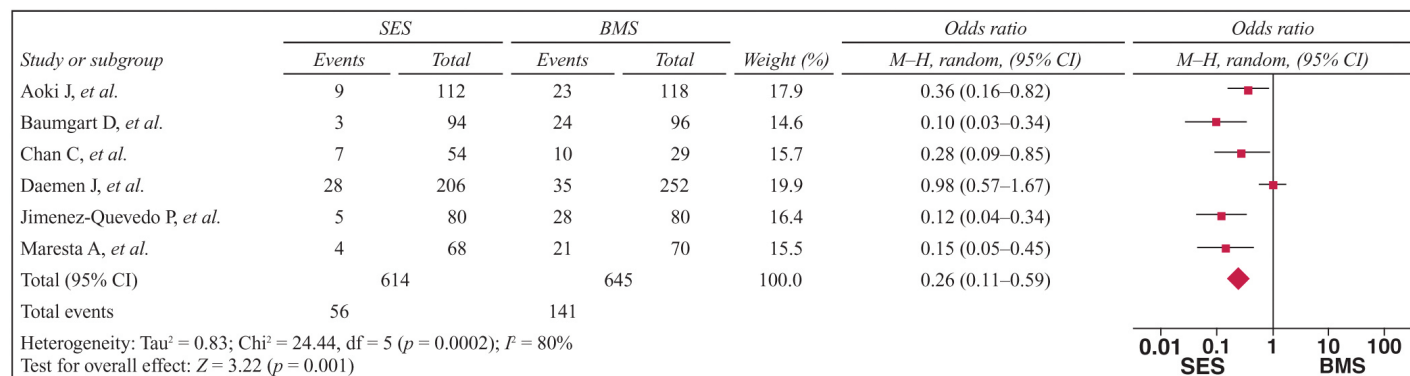 SES BMS Odds ratio Odds ratio
Study or subgroup Events Total Events Total Weight (%) M–H, random, (95% CI) M–H, random, (95% CI)
Aoki J, et al. 9 112 23 118 17.9 0.36 (0.16–0.82)
Baumgart D, et al. 3 94 24 96 14.6 0.10 (0.03–0.34)
Chan C, et al. 7 54 10 29 15.7 0.28 (0.09–0.85)
Daemen J, et al. 28 206 35 252 19.9 0.98 (0.57–1.67)
Jimenez-Quevedo P, et al. 5 80 28 80 16.4 0.12 (0.04–0.34)
Maresta A, et al. 4 68 21 70 15.5 0.15 (0.05–0.45)
Total (95% CI) 614 645 100.0 0.26 (0.11–0.59)
Total events 56 141
Heterogeneity: Tau² = 0.83; Chi² = 24.44, df = 5 (p = 0.0002); I² = 80%
Test for overall effect: Z = 3.22 (p = 0.001)
0.01 0.1 1 10 100
SES BMS